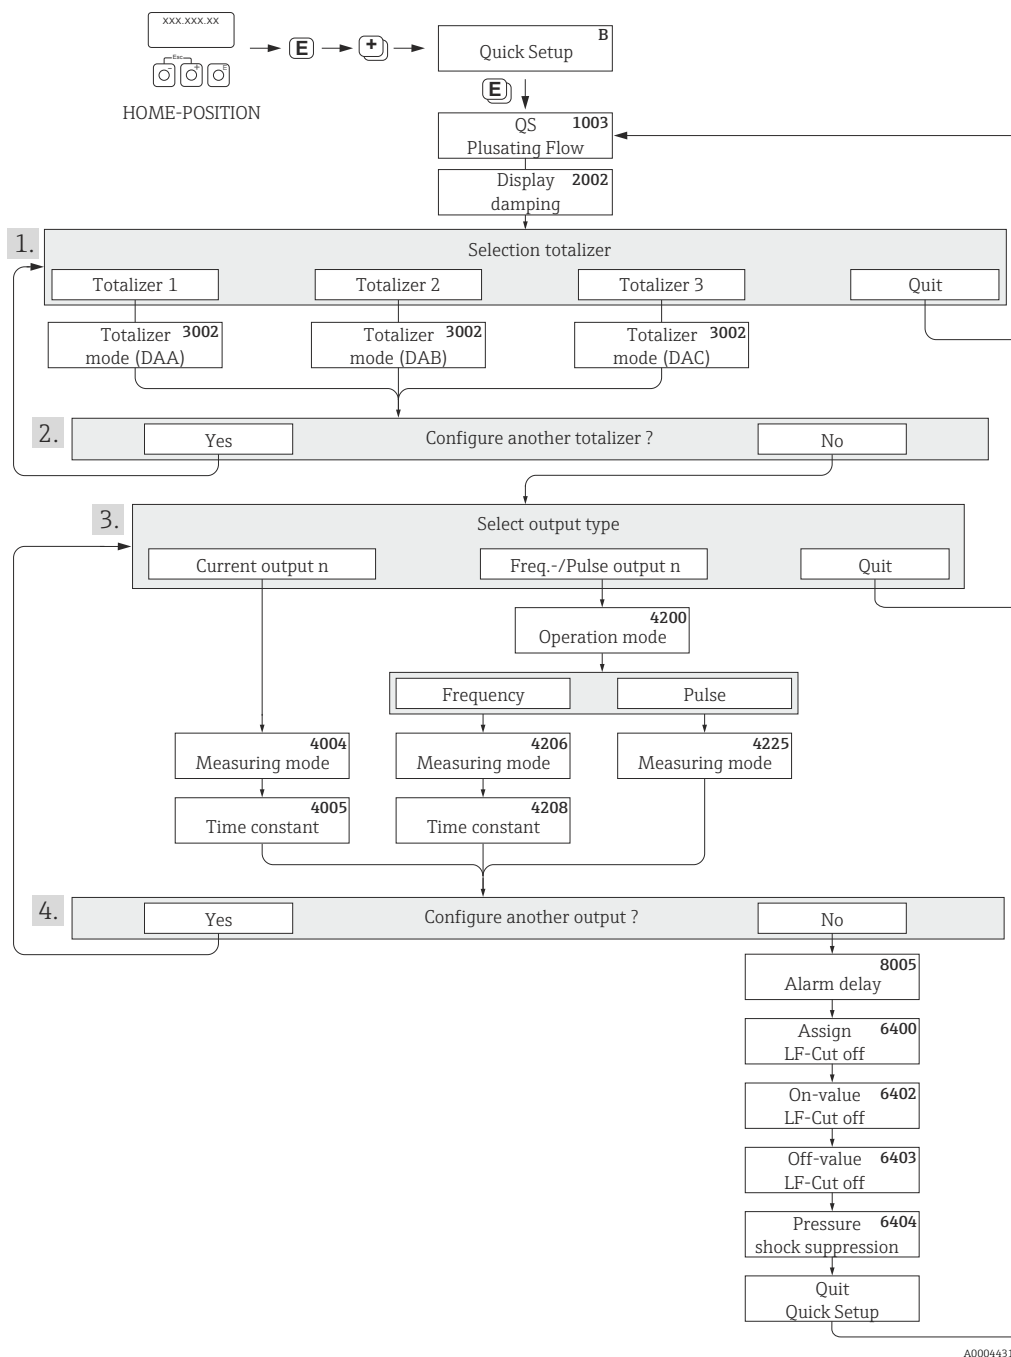 XXX.XXX.XX
Esc
- + E
HOME-POSITION
E
+
B
Quick Setup
E
QS 1003
Plusating Flow
Display 2002
damping
1.
Selection totalizer
Totalizer 1
Totalizer 2
Totalizer 3
Quit
Totalizer 3002
mode (DAA)
Totalizer 3002
mode (DAB)
Totalizer 3002
mode (DAC)
2.
Yes
Configure another totalizer ?
No
3.
Select output type
Current output n
Freq.-/Pulse output n
Quit
4200
Operation mode
Frequency
Pulse
4004
Measuring mode
4206
Measuring mode
4225
Measuring mode
4005
Time constant
4208
Time constant
4.
Yes
Configure another output ?
No
8005
Alarm delay
Assign 6400
LF-Cut off
On-value 6402
LF-Cut off
Off-value 6403
LF-Cut off
Pressure 6404
shock suppression
Quit
Quick Setup
A0004431